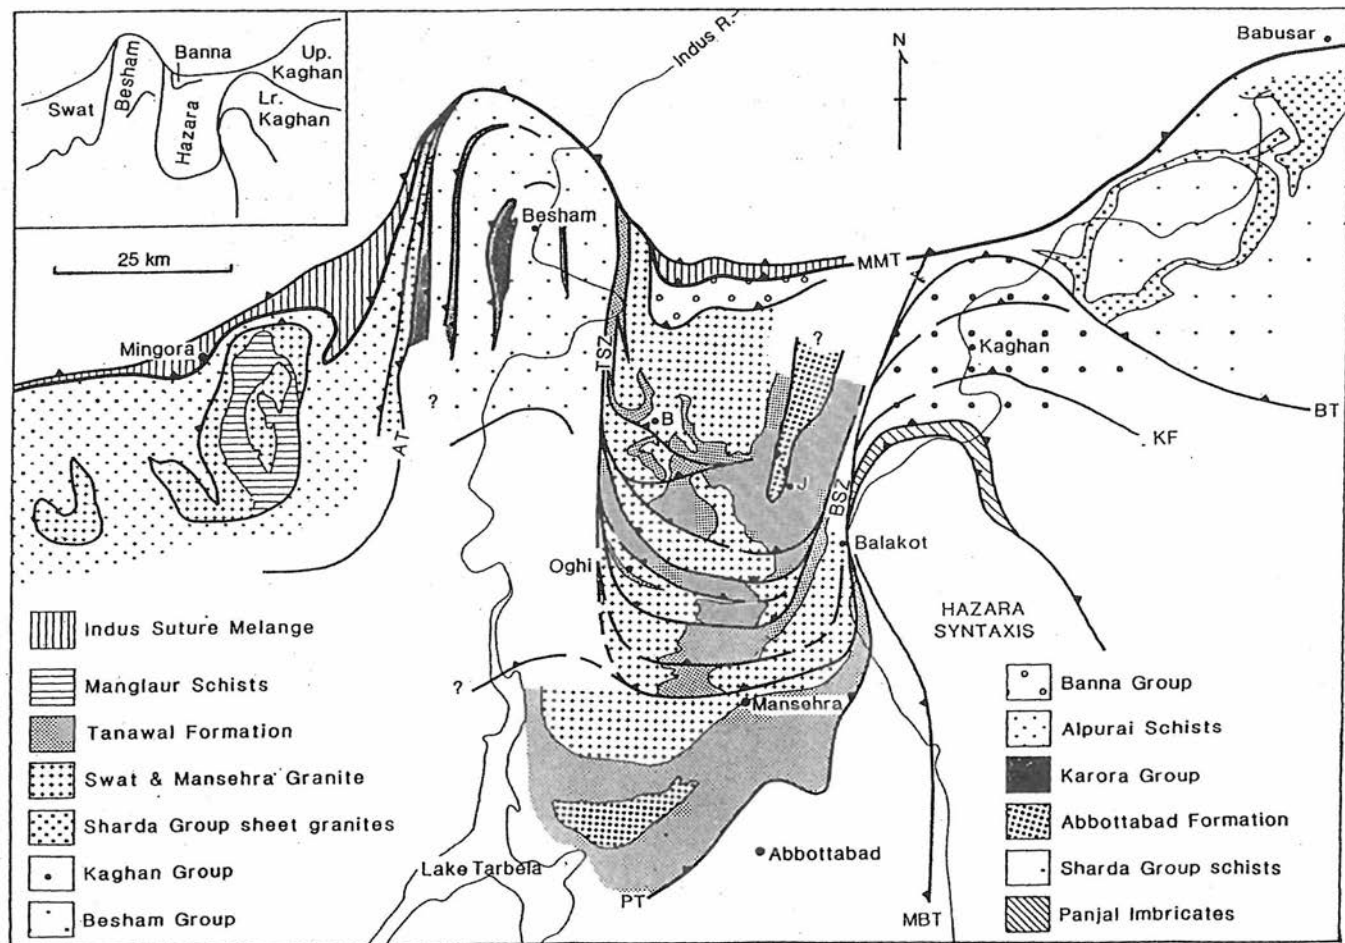 Banna
Up.
Kaghan
Besham
Swat
Hazara
Lr.
Kaghan
Indus R.
N
Babusar
25 km
Besham
MMT
Mingora
TSZ
?
Kaghan
?
AT
B
BT
KF
J
BSZ
Oghi
Balakot
HAZARA
SYNTAXIS
?
Mansehra
Abbottabad
Lake Tarbela
PT
MBT
Indus Suture Melange
Manglaur Schists
Tanawal Formation
Swat & Mansehra Granite
Sharda Group sheet granites
Kaghan Group
Besham Group
Banna Group
Alpurai Schists
Karora Group
Abbottabad Formation
Sharda Group schists
Panjal Imbricates